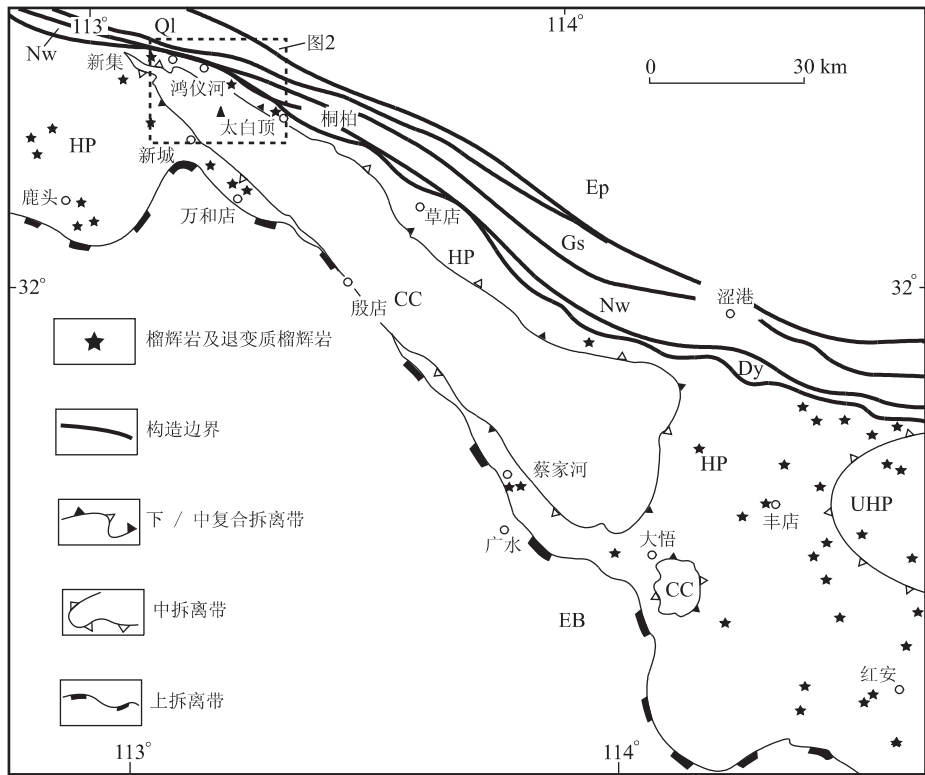 113°
Ql
114°
图2
Nw
新集
0
30 km
鸿仪河
桐柏
太白顶
HP
新城
Ep
鹿头
万和店
草店
Gs
HP
32°
CC
涩港
32°
Nw
殷店
榴辉岩及退变质榴辉岩
Dy
构造边界
蔡家河
HP
UHP
下 / 中复合拆离带
丰店
广水
大悟
CC
中拆离带
EB
红安
上拆离带
113°
114°